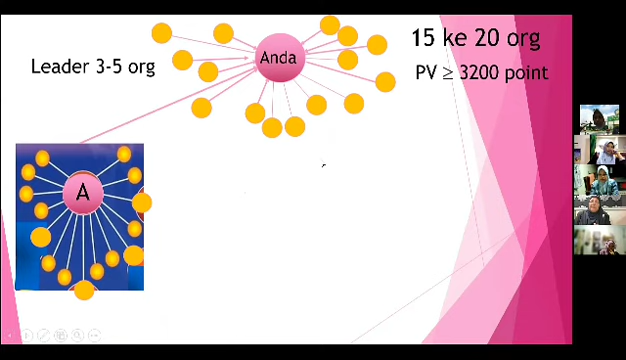 15 ke 20 org
Anda
Leader 3-5 org
PV ≥ 3200 point
A